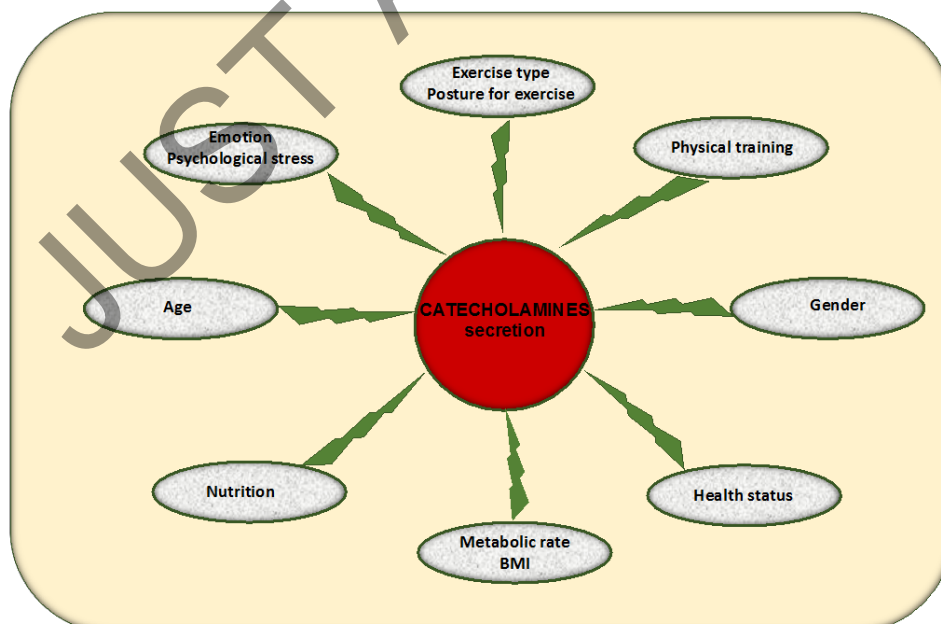 JUST A
Exercise type
Posture for exercise
Emotion
Psychological stress
Physical training
Age
CATECHOLAMINES
secretion
Gender
Nutrition
Health status
Metabolic rate
BMI